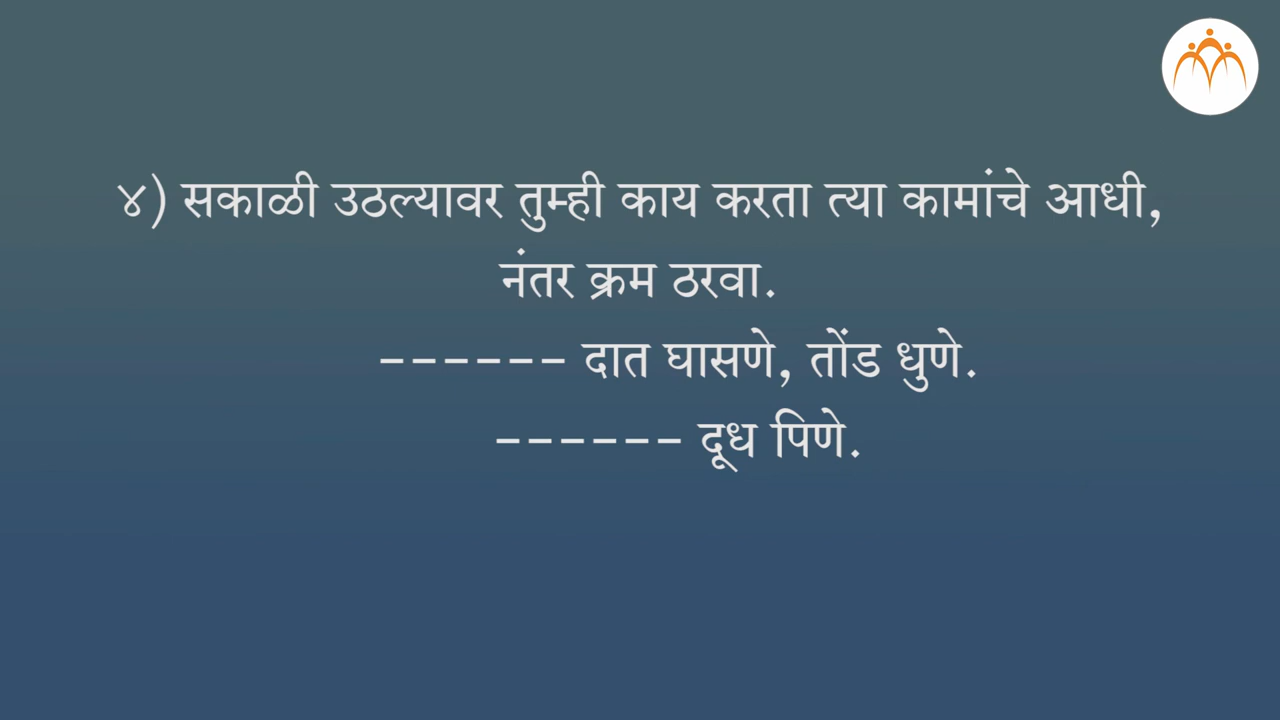 ४) सकाळी उठल्यावर तुम्ही काय करता त्या कामांचे आधी,
नंतर क्रम ठरवा.
------ दात घासणे, तोंड धुणे.
------ दूध पिणे.